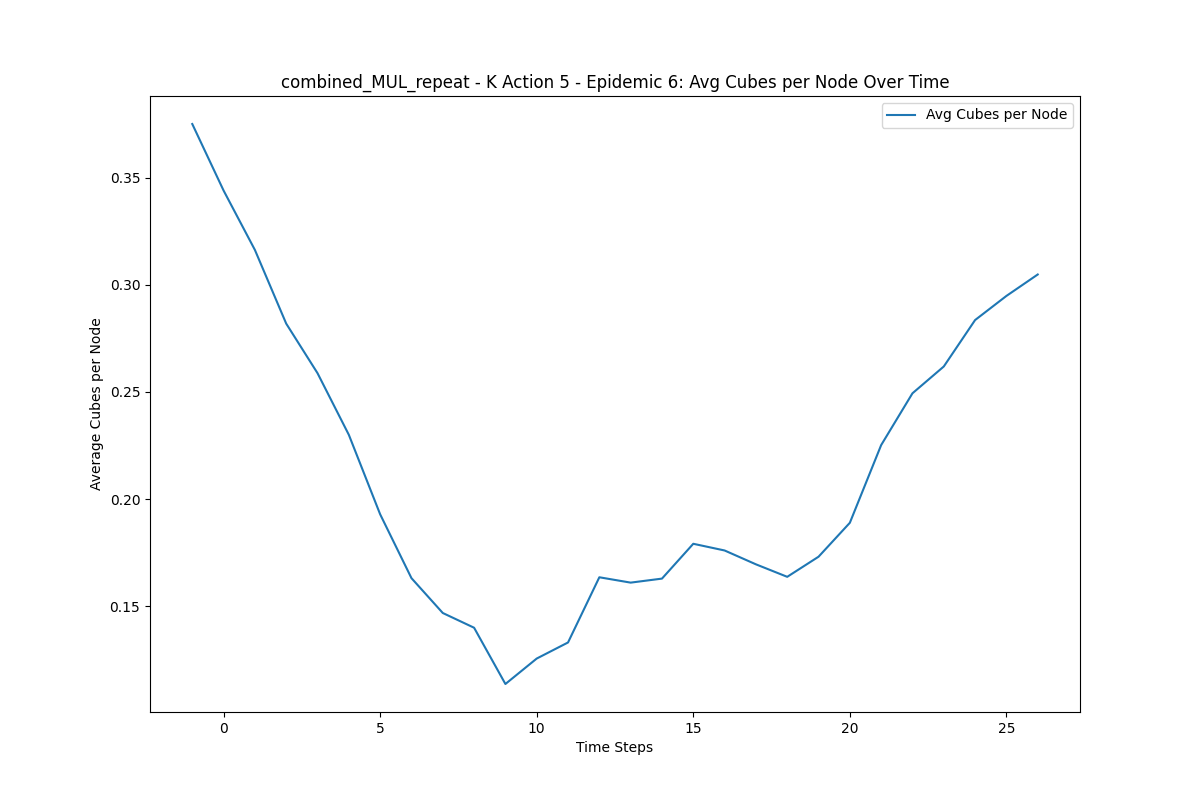 combined_MUL_repeat - K Action 5 - Epidemic 6: Avg Cubes per Node Over Time
Avg Cubes per Node
Average Cubes per Node
0.35
0.30
0.25
0.20
0.15
0
5
10
15
20
25
Time Steps